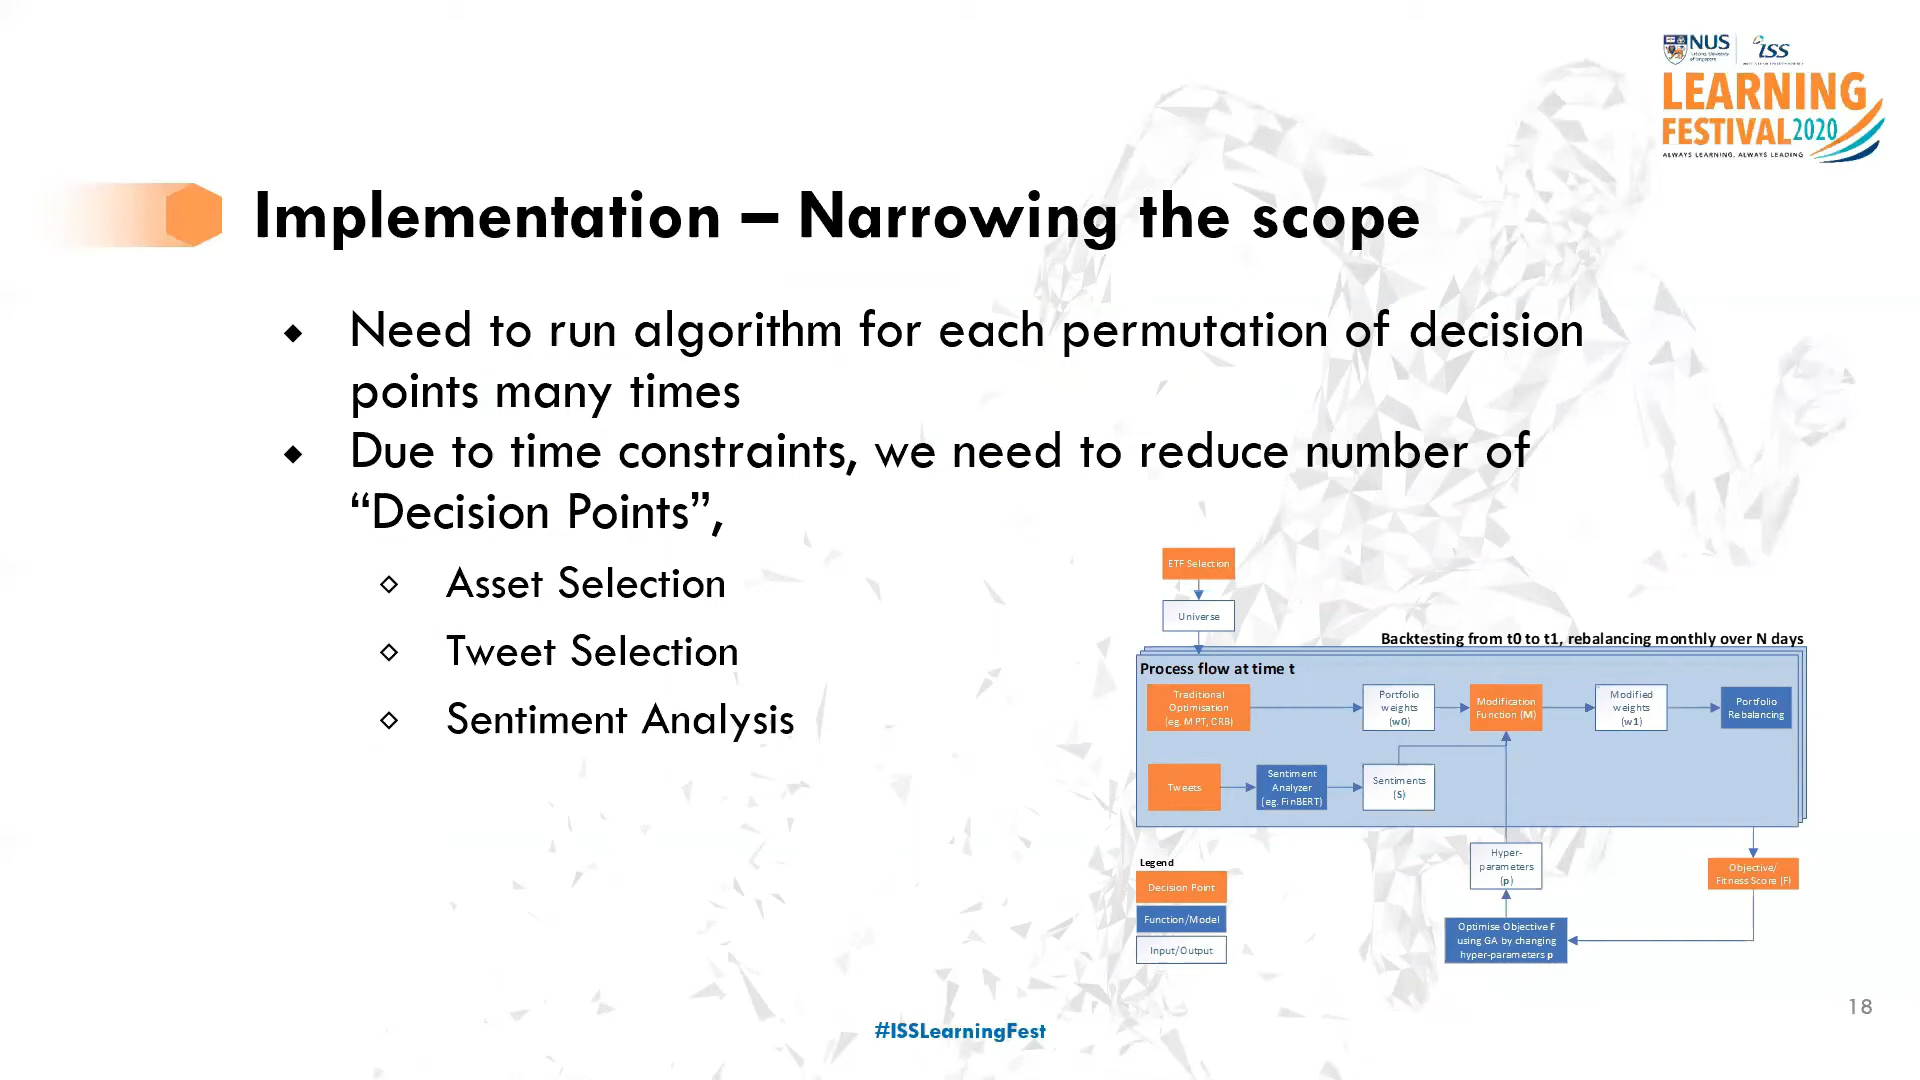 NUS
ISS
LEARNING
FESTIVAL2020
ALWAYS LEARNING, ALWAYS LEADING
Implementation – Narrowing the scope
Need to run algorithm for each permutation of decision
points many times
Due to time constraints, we need to reduce number of
“Decision Points”,
Asset Selection
Tweet Selection
Sentiment Analysis
ETF Selection
Universe
Backtesting from t0 to t1, rebalancing monthly over N days
Process flow at time t
Traditional
Optimisation
(eg. MPT, CRB)
Portfolio
weights
(w0)
Modification
Function (M)
Modified
weights
(w1)
Portfolio
Rebalancing
Tweets
Sentiment
Analyzer
(eg. FinBERT)
Sentiments
(S)
Hyper-
parameters
(p)
Objective/
Fitness Score (F)
Optimise Objective F
using GA by changing
hyper-parameters p
Legend
Decision Point
Function/Model
Input/Output
18
#ISSLearningFest